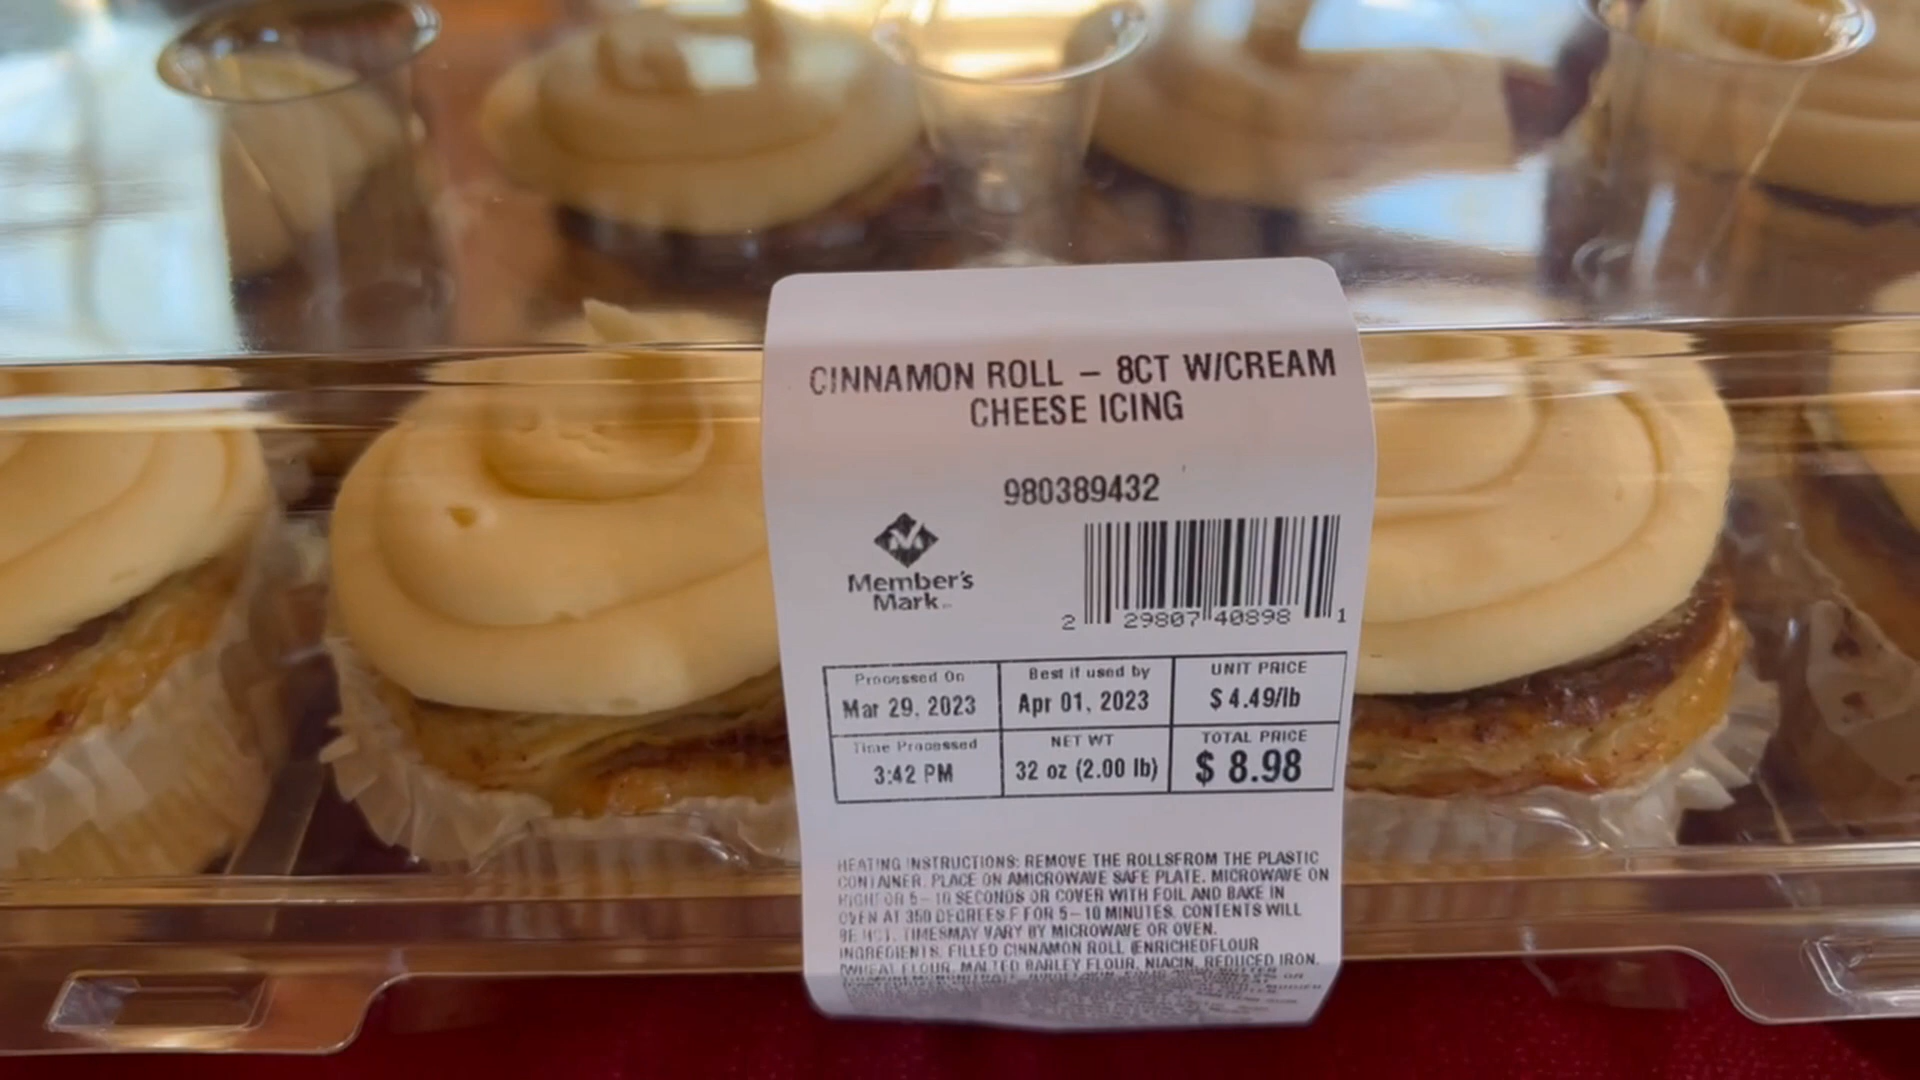 CINNAMON ROLL – 8CT W/CREAM
CHEESE ICING
980389432
Member's
Mark
2 29807 40898 1
Processed On
Mar 29, 2023
Best if used by
Apr 01, 2023
UNIT PRICE
$ 4.49/lb
Time Processed
3:42 PM
NET WT
32 oz (2.00 lb)
TOTAL PRICE
$ 8.98
HEATING INSTRUCTIONS: REMOVE THE ROLLSFROM THE PLASTIC
CONTAINER. PLACE ON AMICROWAVE SAFE PLATE. MICROWAVE ON
HIGHFOR 5–10 SECONDS OR COVER WITH FOIL AND BAKE IN
OVEN AT 350 DEGREES F FOR 5–10 MINUTES. CONTENTS WILL
BE HOT. TIMESMAY VARY BY MICROWAVE OR OVEN.
INGREDIENTS: FILLED CINNAMON ROLL (ENRICHEDFLOUR
(WHEAT FLOUR, MALTED BARLEY FLOUR, NIACIN, REDUCED IRON,